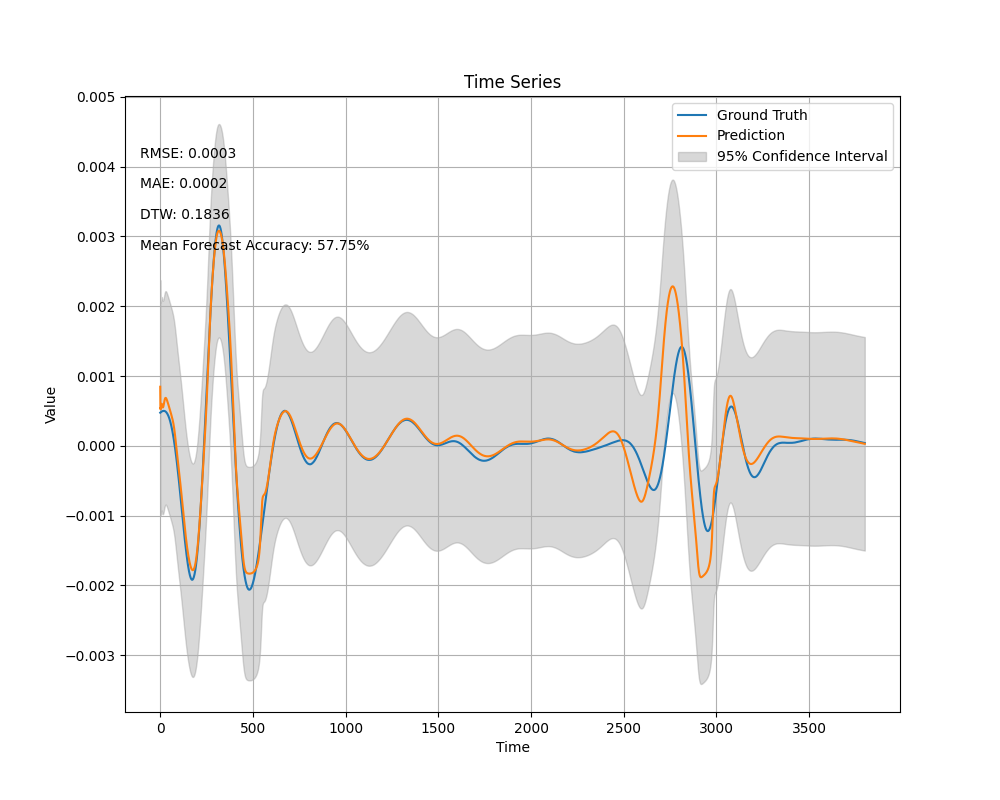 Time Series
0.005
0.004
0.003
0.002
0.001
0.000
−0.001
−0.002
−0.003
Value
RMSE: 0.0003
MAE: 0.0002
DTW: 0.1836
Mean Forecast Accuracy: 57.75%
Ground Truth
Prediction
95% Confidence Interval
0 500 1000 1500 2000 2500 3000 3500
Time